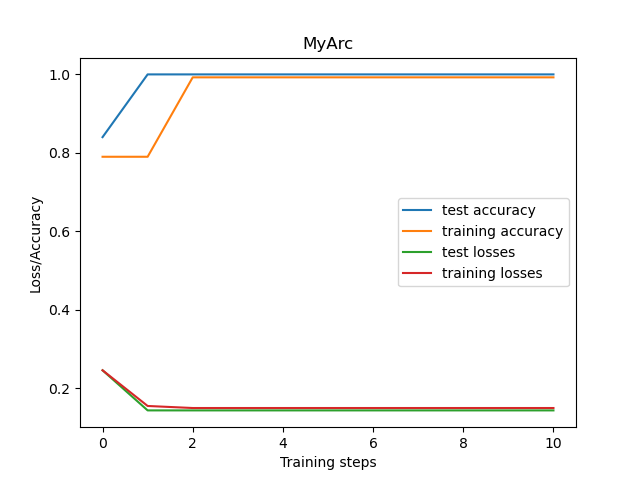 MyArc
Loss/Accuracy
1.0
0.8
0.6
0.4
0.2
test accuracy
training accuracy
test losses
training losses
0 2 4 6 8 10
Training steps